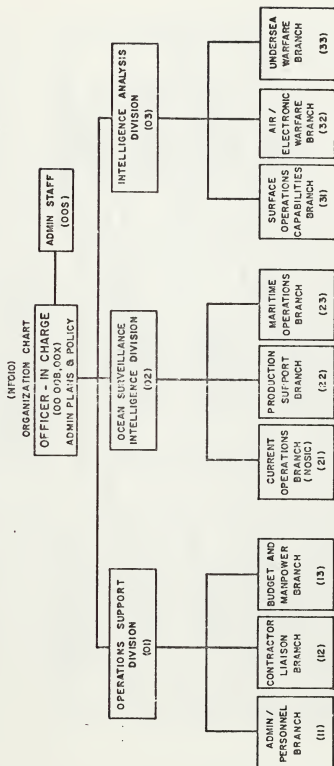 (NFOIO)
ORGANIZATION CHART
OFFICER-IN CHARGE
(00 00B,00X)
ADMIN PLANS & POLICY
ADMIN STAFF
(00S)
OPERATIONS SUPPORT
DIVISION
(01)
OCEAN SURVEILLANCE
INTELLIGENCE DIVISION
(02)
INTELLIGENCE ANALYSIS
DIVISION
(03)
ADMIN/
PERSONNEL
BRANCH
(11)
CONTRACTOR
LIAISON
BRANCH
(12)
BUDGET AND
MANPOWER
BRANCH
(13)
CURRENT
OPERATIONS
BRANCH
(NOSIC)
(21)
PRODUCTION
SUPPORT
BRANCH
(22)
MARITIME
OPERATIONS
BRANCH
(23)
SURFACE
OPERATIONS
CAPABILITIES
BRANCH
(31)
AIR/
ELECTRONIC
WARFARE
BRANCH
(32)
UNDERSEA
WARFARE
BRANCH
(33)